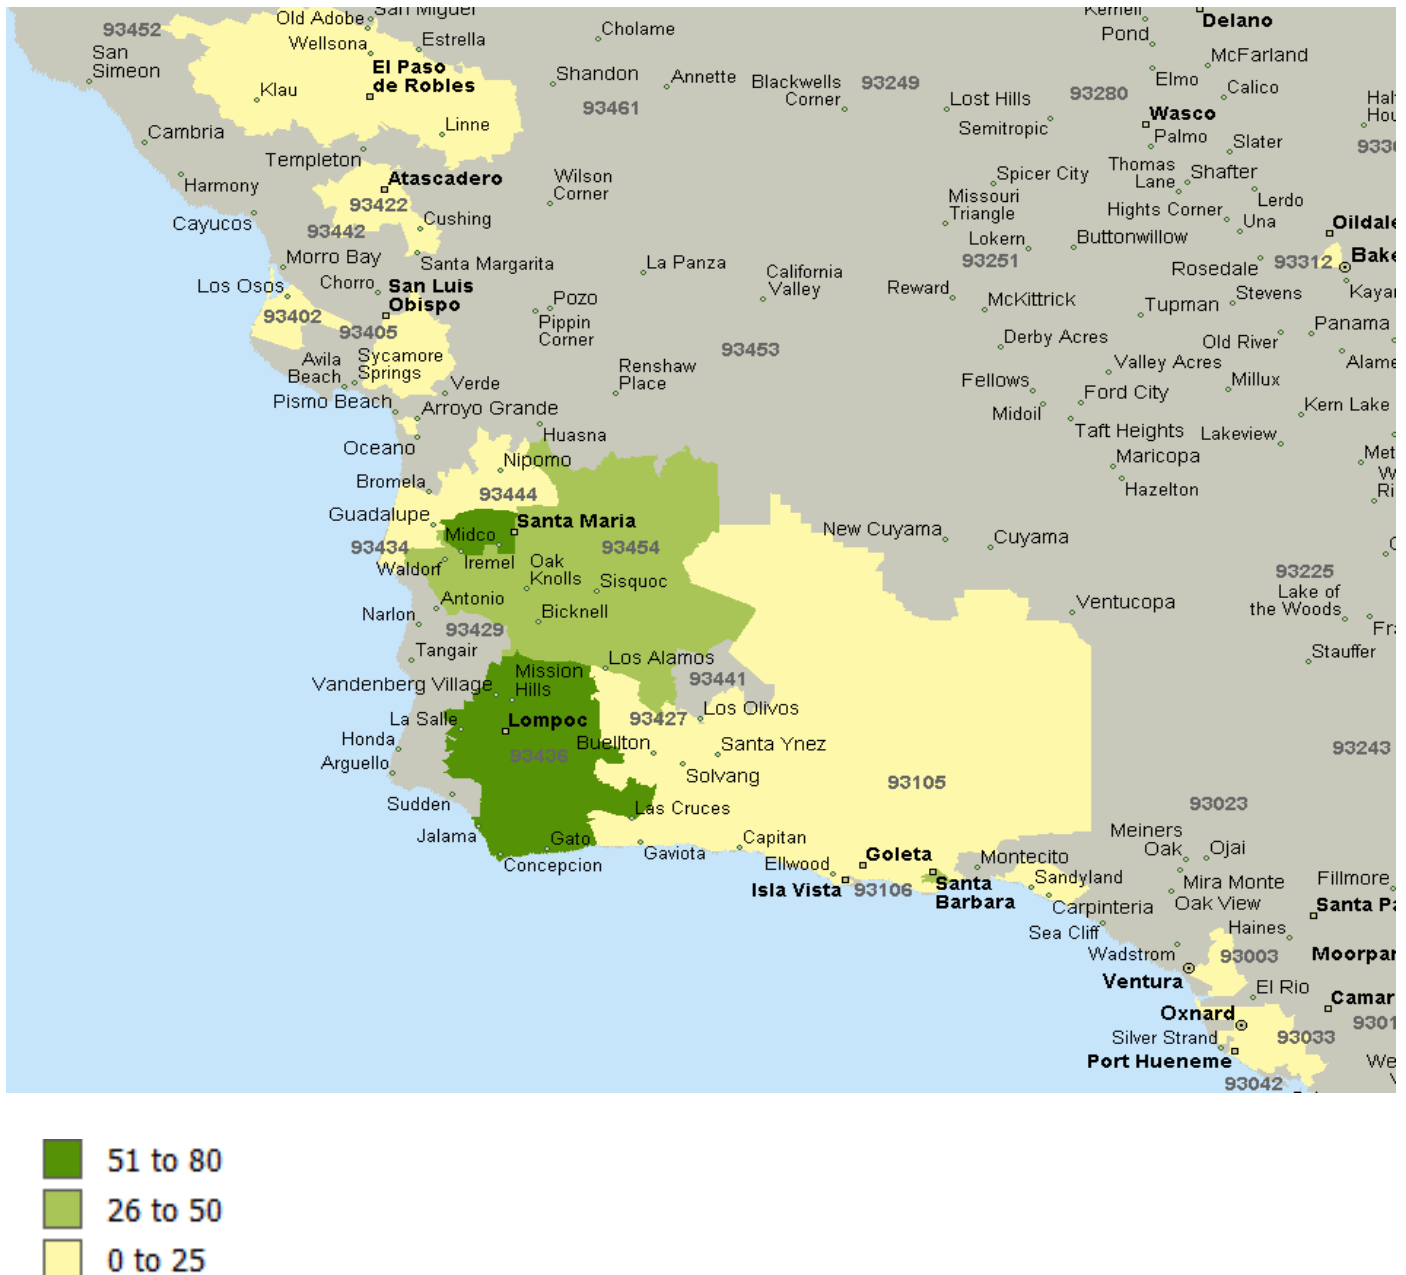 93452
Old Adobe
San Miguel
Wellsona
Estrella
San
Simeon
El Paso
de Robles
Klau
Linne
Cambria
Templeton
Harmony
Cayucos
Atascadero
93422
93442
Cushing
Morro Bay
Santa Margarita
Los Osos
Chorro
San Luis
Obispo
93402
93405
Avila
Beach
Sycamore
Springs
Pismo Beach
Verde
Arroyo Grande
Oceano
Huasna
Cholame
Shandon
Annette
93461
Blackwells
Corner
93249
Wilson
Corner
La Panza
California
Valley
Pozo
Pippin
Corner
93453
Renshaw
Place
Kernell
Pond
Delano
McFarland
Elmo
Calico
93280
Lost Hills
Semitropic
Wasco
Palmo
Slater
Thomas
Lane
Shafter
Spicer City
Missouri
Triangle
Lerdo
Hights Corner
Una
Lokern
93251
Buttonwillow
Oildale
Rosedale
93312
Reward
McKittrick
Stevens
Tupman
Panama
Derby Acres
Old River
Valley Acres
Fellows
Ford City
Millux
Midoil
Kern Lake
Taft Heights
Lakeview
Maricopa
Hazelton
Nipomo
Bromela
93444
Guadalupe
Santa Maria
Midco
93434
93454
Waldorf
Iremel
Oak
Knolls
Sisquoc
Antonio
Bicknell
Narlon
93429
Tangair
Los Alamos
Mission
Hills
93441
Vandenberg Village
La Salle
Lompoc
93427
Los Olivos
Honda
93436
Buellton
Santa Ynez
Arguello
Solvang
93105
Sudden
Las Cruces
Jalama
Gato
Capitan
Concepcion
Gaviota
New Cuyama
Cuyama
Ventucopa
93225
Lake of
the Woods
Stauffer
93243
93023
Ellwood
Goleta
Montecito
Isla Vista
93106
Santa
Barbara
Sandyland
Carpinteria
Sea Cliff
Meiners
Oak
Ojai
Mira Monte
Oak View
Fillmore
Haines
Wadstrom
93003
Ventura
El Rio
Oxnard
Silver Strand
93033
Port Hueneme
93042
51 to 80
26 to 50
0 to 25